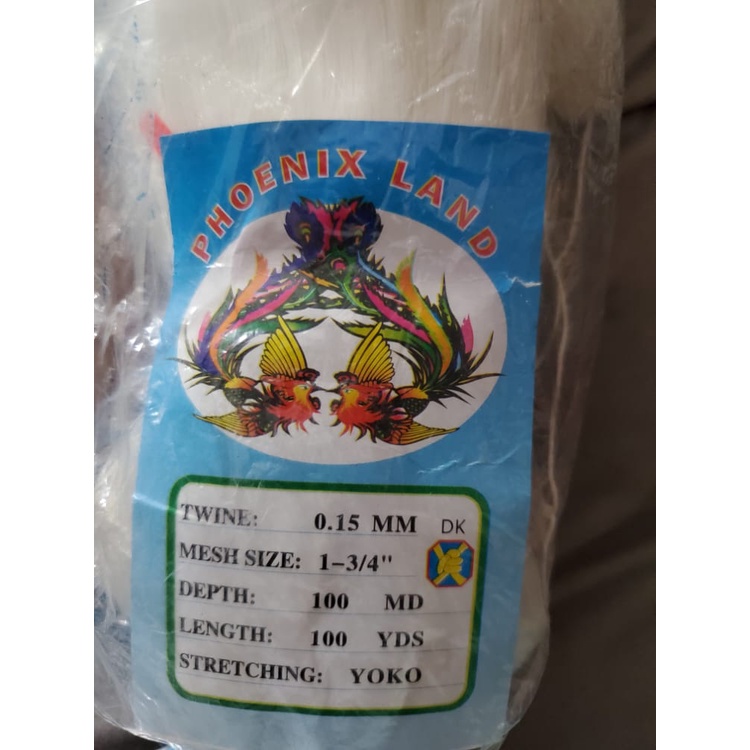 PHOENIX LAND
TWINE: 0.15 MM DK
MESH SIZE: 1-3/4"
DEPTH: 100 MD
LENGTH: 100 YDS
STRETCHING: YOKO